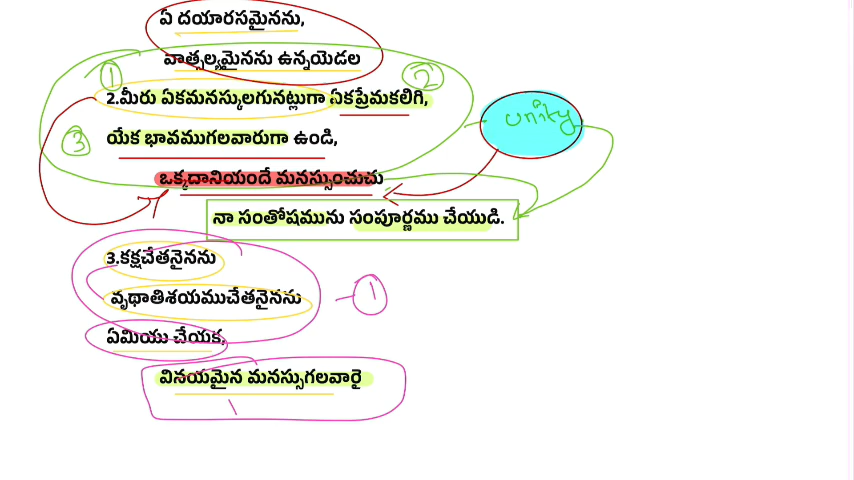 ఏ దయారసమైనను,
వాత్సల్యమైనను ఉన్నయెడల
1
2
2.మీరు ఏకమనస్కులగునట్లుగా ఏకప్రేమకలిగి,
unity
3
యేక భావముగలవారుగా ఉండి,
ఒక్కదానియందే మనస్సుంచుచు
నా సంతోషమును సంపూర్ణము చేయుడి.
3.కక్షచేతనైనను
వృథాతిశయముచేతనైనను
1
ఏమియు చేయక,
వినయమైన మనస్సుగలవారై